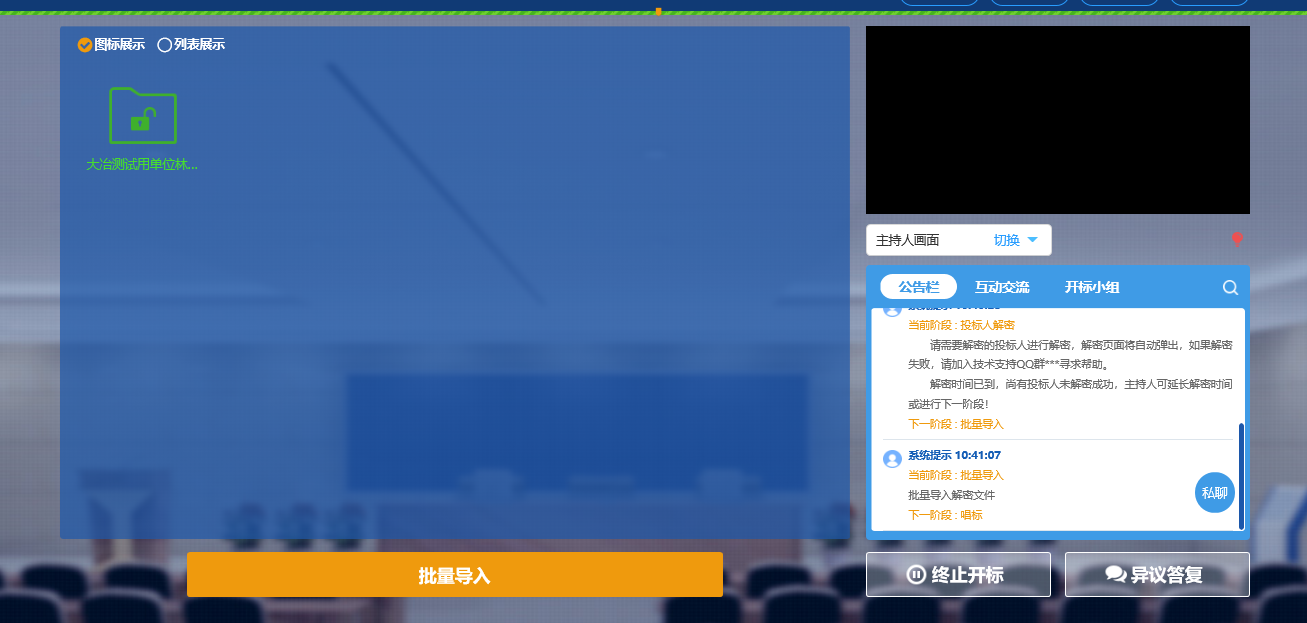 图标展示 列表展示
大冶测试用单位林...
主持人画面 切换
公告栏 互动交流 开标小组
当前阶段 : 投标人解密
请需要解密的投标人进行解密，解密页面将自动弹出，如果解密
失败，请加入技术支持QQ群***寻求帮助。
解密时间已到，尚有投标人未解密成功，主持人可延长解密时间
或进行下一阶段！
下一阶段 : 批量导入
系统提示 10:41:07
当前阶段 : 批量导入
批量导入解密文件
下一阶段 : 唱标
私聊
批量导入
终止开标 异议答复